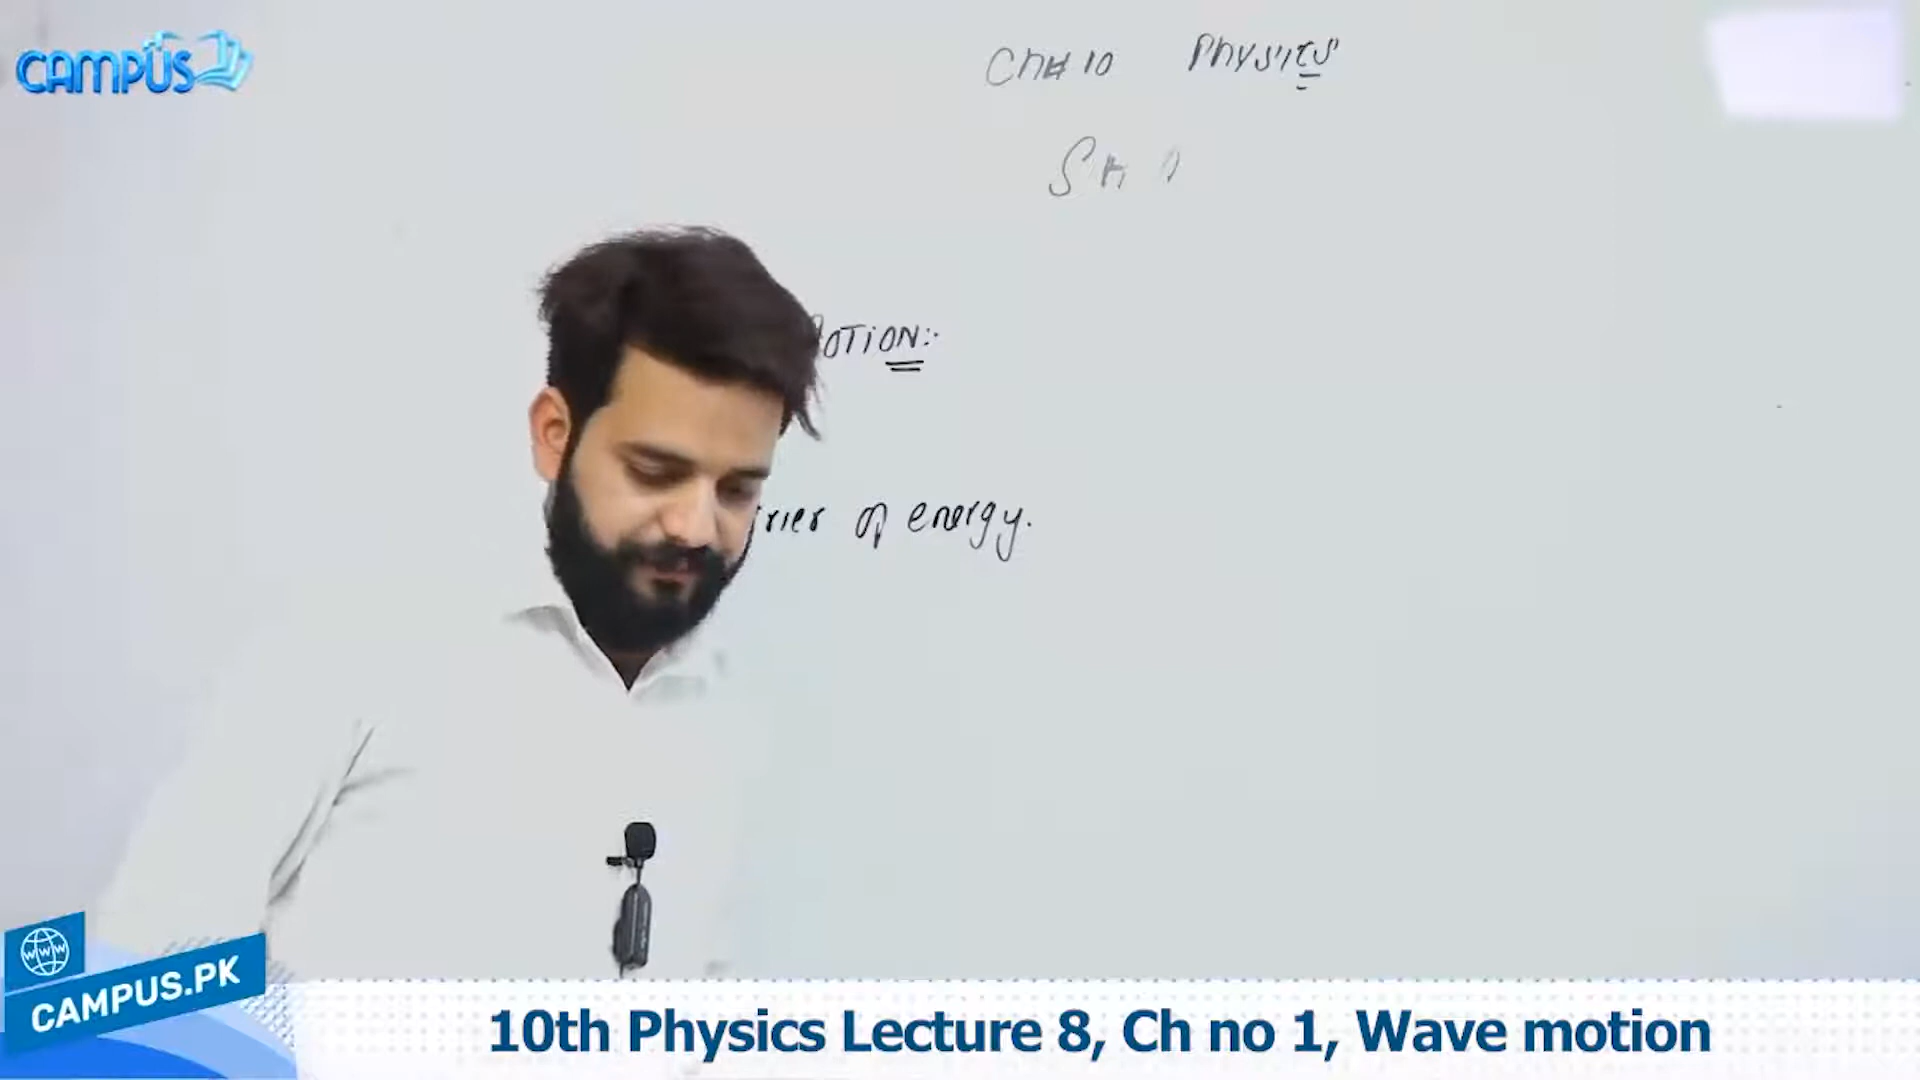 CAMPUS
CH# 10 PHYSICS
OTION:-
rier of energy.
WWW
CAMPUS.PK
10th Physics Lecture 8, Ch no 1, Wave motion